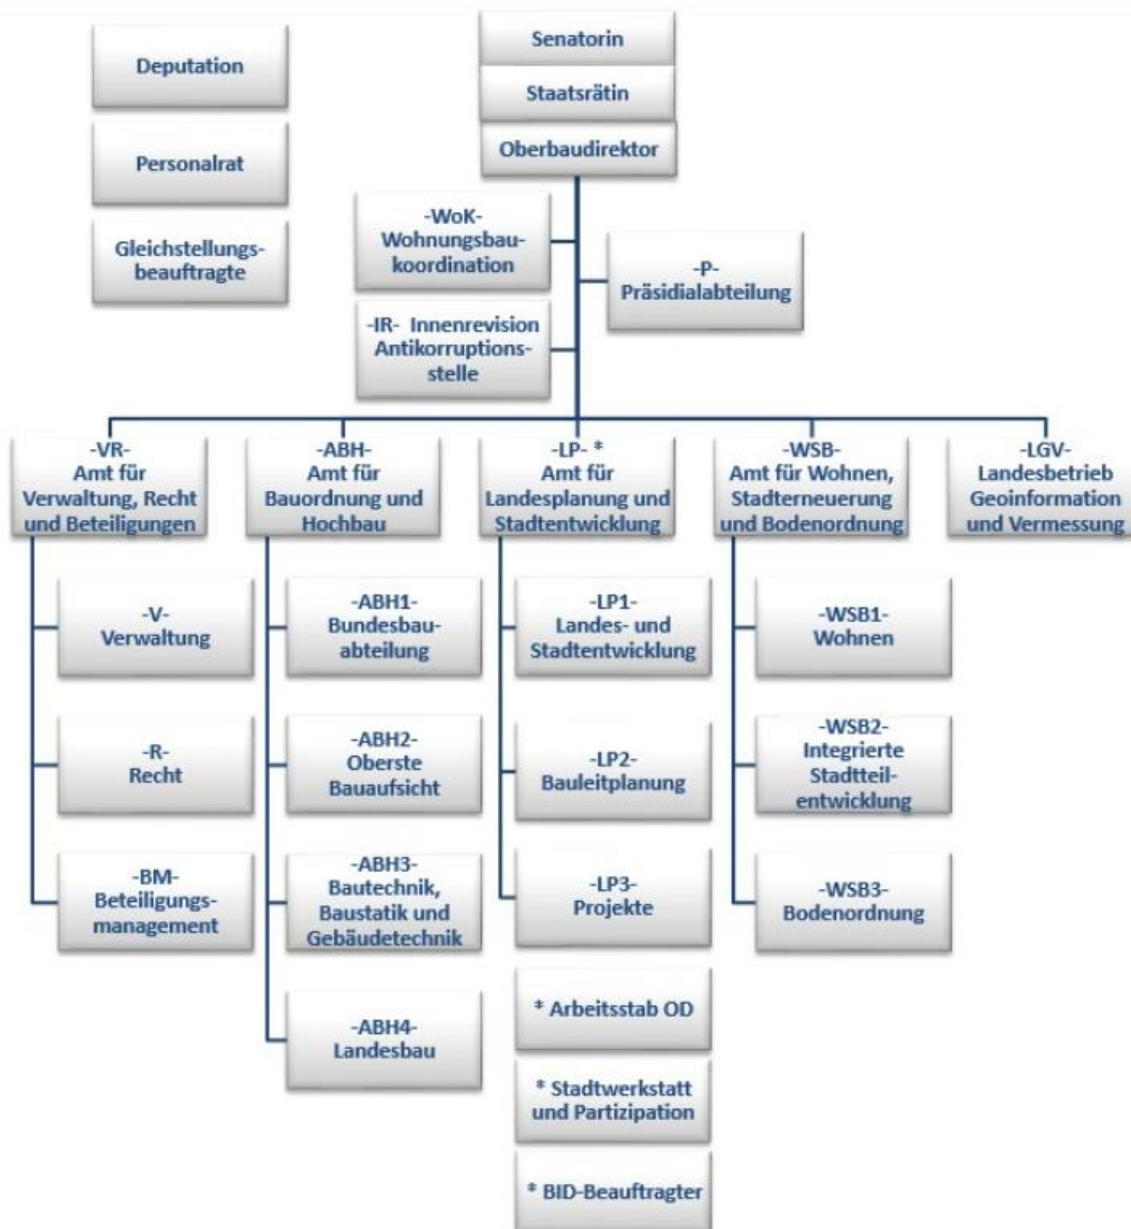 Deputation
Personalrat
Gleichstellungs-
beauftragte
Senatorin
Staatsrätin
Oberbaudirektor
-WoK-
Wohnungsbau-
koordination
-P-
Präsidialabteilung
-IR- Innenrevision
Antikorruptions-
stelle
-VR-
Amt für
Verwaltung, Recht
und Beteiligungen
-V-
Verwaltung
-R-
Recht
-BM-
Beteiligungs-
management
-ABH-
Amt für
Bauordnung und
Hochbau
-ABH1-
Bundesbau-
abteilung
-ABH2-
Oberste
Bauaufsicht
-ABH3-
Bautechnik,
Baustatik und
Gebäudetechnik
-ABH4-
Landesbau
-LP- *
Amt für
Landesplanung und
Stadtentwicklung
-LP1-
Landes- und
Stadtentwicklung
-LP2-
Bauleitplanung
-LP3-
Projekte
* Arbeitsstab OD
* Stadtwerkstatt
und Partizipation
* BID-Beauftragter
-WSB-
Amt für Wohnen,
Stadterneuerung
und Bodenordnung
-WSB1-
Wohnen
-WSB2-
Integrierte
Stadtteil-
entwicklung
-WSB3-
Bodenordnung
-LGV-
Landesbetrieb
Geoinformation
und Vermessung